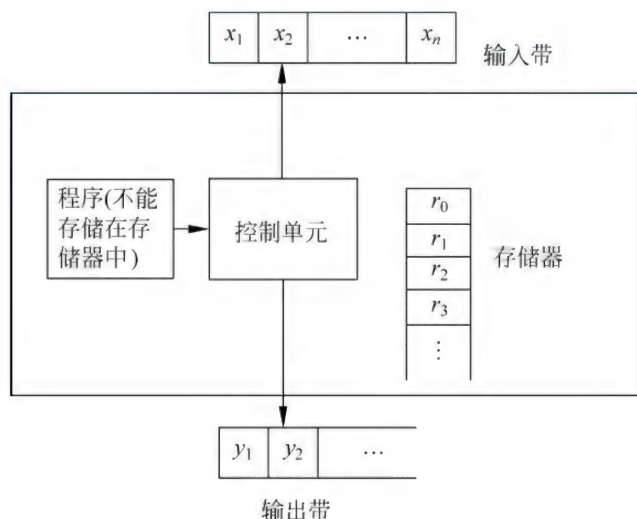 x₁ x₂ … xₙ
输入带
程序(不能
存储在存
储器中)
控制单元
r₀
r₁
r₂
r₃
⋮
存储器
y₁ y₂ …
输出带